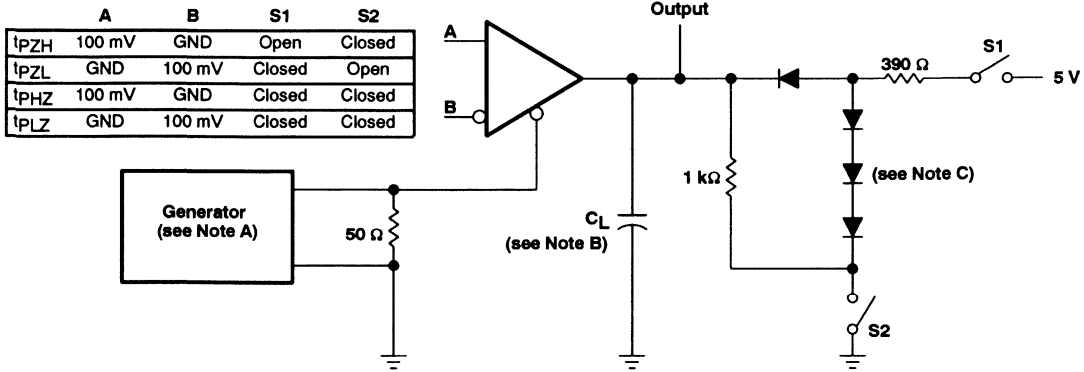 A B S1 S2
tPZH 100 mV GND Open Closed
tPZL GND 100 mV Closed Open
tPHZ 100 mV GND Closed Closed
tPLZ GND 100 mV Closed Closed
Output
A
B
S1
390 Ω
5 V
1 kΩ
(see Note C)
Generator
(see Note A)
50 Ω
CL
(see Note B)
S2